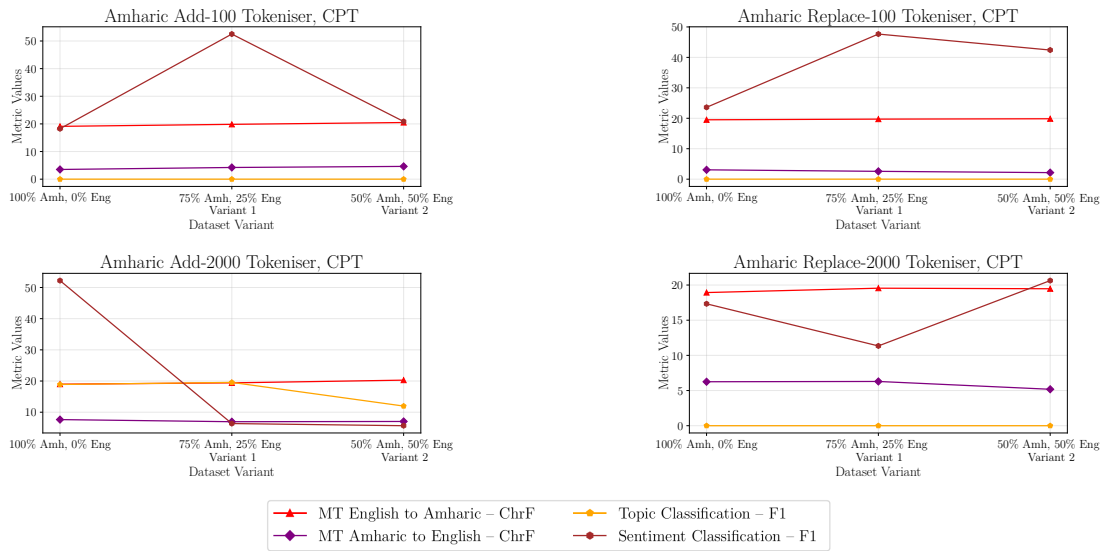 Amharic Add-100 Tokeniser, CPT
Metric Values
50
40
30
20
10
0
100% Amh, 0% Eng
75% Amh, 25% Eng
Variant 1
50% Amh, 50% Eng
Variant 2
Dataset Variant
Amharic Replace-100 Tokeniser, CPT
Metric Values
50
40
30
20
10
0
100% Amh, 0% Eng
75% Amh, 25% Eng
Variant 1
50% Amh, 50% Eng
Variant 2
Dataset Variant
Amharic Add-2000 Tokeniser, CPT
Metric Values
50
40
30
20
10
100% Amh, 0% Eng
75% Amh, 25% Eng
Variant 1
50% Amh, 50% Eng
Variant 2
Dataset Variant
Amharic Replace-2000 Tokeniser, CPT
Metric Values
20
15
10
5
0
100% Amh, 0% Eng
75% Amh, 25% Eng
Variant 1
50% Amh, 50% Eng
Variant 2
Dataset Variant
MT English to Amharic – ChrF
MT Amharic to English – ChrF
Topic Classification – F1
Sentiment Classification – F1